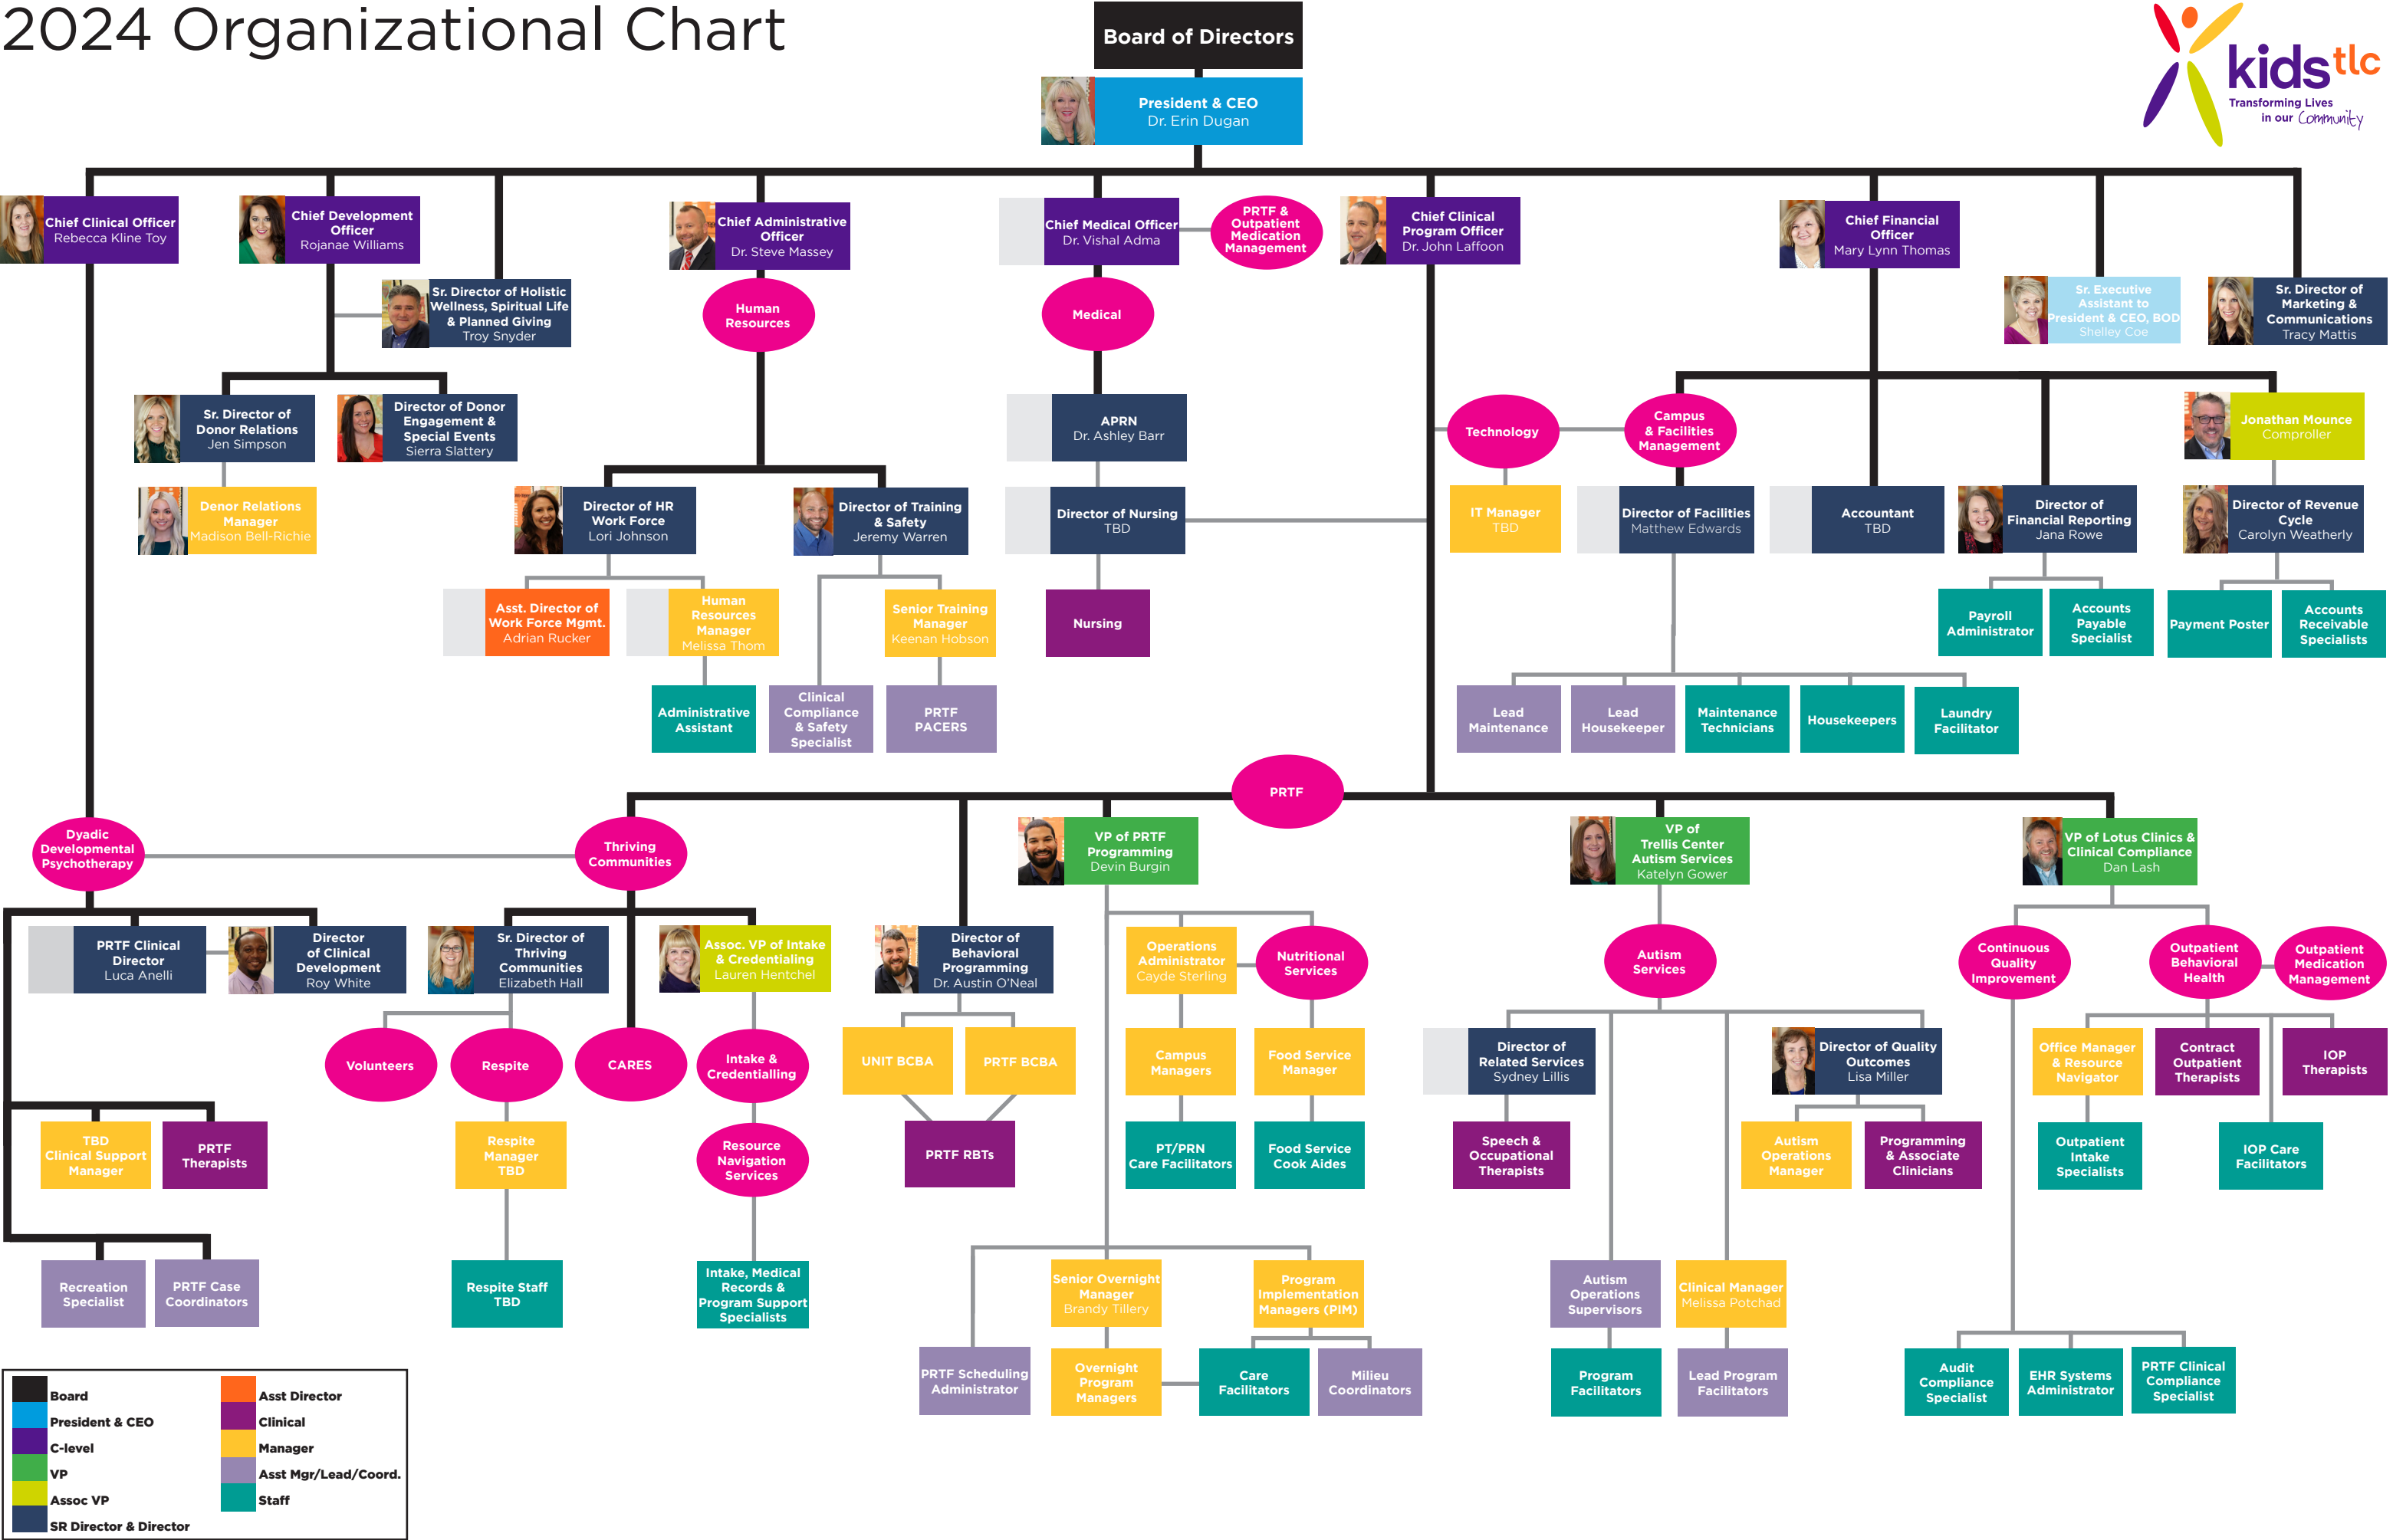 2024 Organizational Chart
Board of Directors
kids tlc
Transforming Lives
in our Community
President & CEO
Dr. Erin Dugan
Chief Clinical Officer
Rebecca Kline Toy
Chief Development
Officer
Rojanae Williams
Chief Administrative
Officer
Dr. Steve Massey
Chief Medical Officer
Dr. Vishal Adma
PRTF &
Outpatient
Medication
Management
Chief Clinical
Program Officer
Dr. John Laffoon
Chief Financial
Officer
Mary Lynn Thomas
Sr. Director of Holistic
Wellness, Spiritual Life
& Planned Giving
Troy Snyder
Human
Resources
Medical
Sr. Executive
Assistant to
President & CEO, BOD
Shelley Coe
Sr. Director of
Marketing &
Communications
Tracy Mattis
Sr. Director of
Donor Relations
Jen Simpson
Director of Donor
Engagement &
Special Events
Sierra Slattery
APRN
Dr. Ashley Barr
Technology
Campus
& Facilities
Management
Jonathan Mounce
Comproller
Denor Relations
Manager
Madison Bell-Richie
Director of HR
Work Force
Lori Johnson
Director of Training
& Safety
Jeremy Warren
Director of Nursing
TBD
IT Manager
TBD
Director of Facilities
Matthew Edwards
Accountant
TBD
Director of
Financial Reporting
Jana Rowe
Director of Revenue
Cycle
Carolyn Weatherly
Asst. Director of
Work Force Mgmt.
Adrian Rucker
Human
Resources
Manager
Melissa Thom
Senior Training
Manager
Keenan Hobson
Nursing
Payroll
Administrator
Accounts
Payable
Specialist
Payment Poster
Accounts
Receivable
Specialists
Administrative
Assistant
Clinical
Compliance
& Safety
Specialist
PRTF
PACERS
Lead
Maintenance
Lead
Housekeeper
Maintenance
Technicians
Housekeepers
Laundry
Facilitator
PRTF
Dyadic
Developmental
Psychotherapy
Thriving
Communities
VP of PRTF
Programming
Devin Burgin
VP of
Trellis Center
Autism Services
Katelyn Gower
VP of Lotus Clinics &
Clinical Compliance
Dan Lash
PRTF Clinical
Director
Luca Anelli
Director
of Clinical
Development
Roy White
Sr. Director of
Thriving
Communities
Elizabeth Hall
Assoc. VP of Intake
& Credentialing
Lauren Hentchel
Director of
Behavioral
Programming
Dr. Austin O'Neal
Operations
Administrator
Cayde Sterling
Nutritional
Services
Autism
Services
Continuous
Quality
Improvement
Outpatient
Behavioral
Health
Outpatient
Medication
Management
Volunteers
Respite
CARES
Intake &
Credentialling
UNIT BCBA
PRTF BCBA
Campus
Managers
Food Service
Manager
Director of
Related Services
Sydney Lillis
Director of Quality
Outcomes
Lisa Miller
Office Manager
& Resource
Navigator
Contract
Outpatient
Therapists
IOP
Therapists
TBD
Clinical Support
Manager
PRTF
Therapists
Respite
Manager
TBD
Resource
Navigation
Services
PRTF RBTs
PT/PRN
Care Facilitators
Food Service
Cook Aides
Speech &
Occupational
Therapists
Autism
Operations
Manager
Programming
& Associate
Clinicians
Outpatient
Intake
Specialists
IOP Care
Facilitators
Recreation
Specialist
PRTF Case
Coordinators
Respite Staff
TBD
Intake, Medical
Records &
Program Support
Specialists
Senior Overnight
Manager
Brandy Tillery
Program
Implementation
Managers (PIM)
Autism
Operations
Supervisors
Clinical Manager
Melissa Potchad
PRTF Scheduling
Administrator
Overnight
Program
Managers
Care
Facilitators
Milieu
Coordinators
Program
Facilitators
Lead Program
Facilitators
Audit
Compliance
Specialist
EHR Systems
Administrator
PRTF Clinical
Compliance
Specialist
Board
President & CEO
C-level
VP
Assoc VP
SR Director & Director
Asst Director
Clinical
Manager
Asst Mgr/Lead/Coord.
Staff